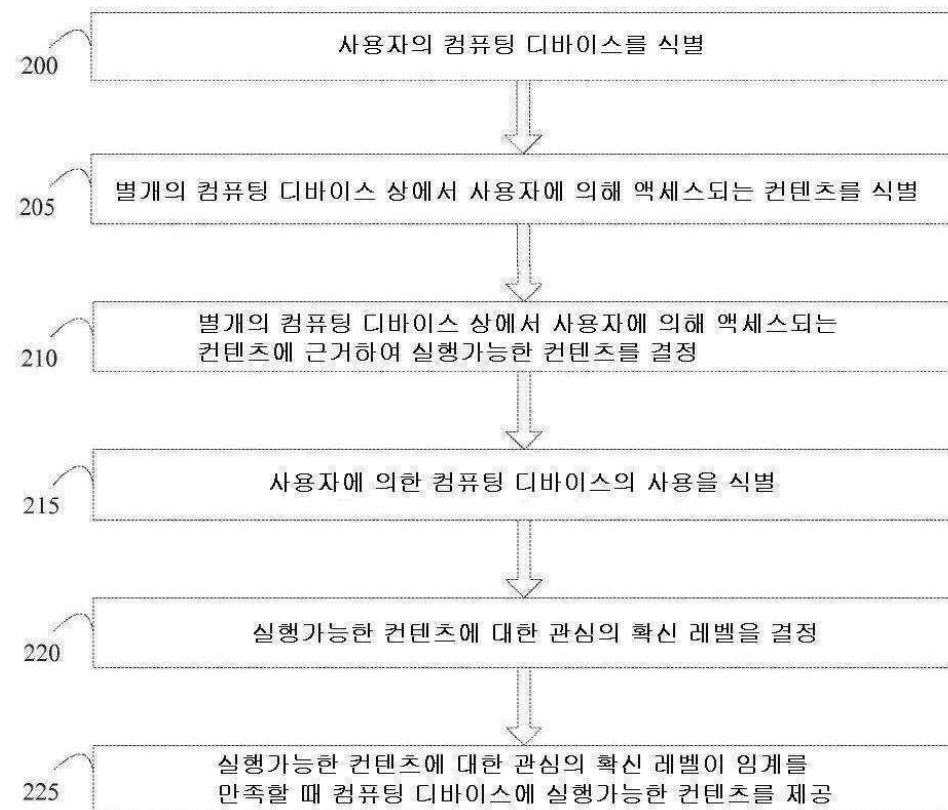 사용자의 컴퓨팅 디바이스를 식별
200
별개의 컴퓨팅 디바이스 상에서 사용자에 의해 액세스되는 컨텐츠를 식별
205
별개의 컴퓨팅 디바이스 상에서 사용자에 의해 액세스되는
컨텐츠에 근거하여 실행가능한 컨텐츠를 결정
210
사용자에 의한 컴퓨팅 디바이스의 사용을 식별
215
실행가능한 컨텐츠에 대한 관심의 확신 레벨을 결정
220
실행가능한 컨텐츠에 대한 관심의 확신 레벨이 임계를
만족할 때 컴퓨팅 디바이스에 실행가능한 컨텐츠를 제공
225